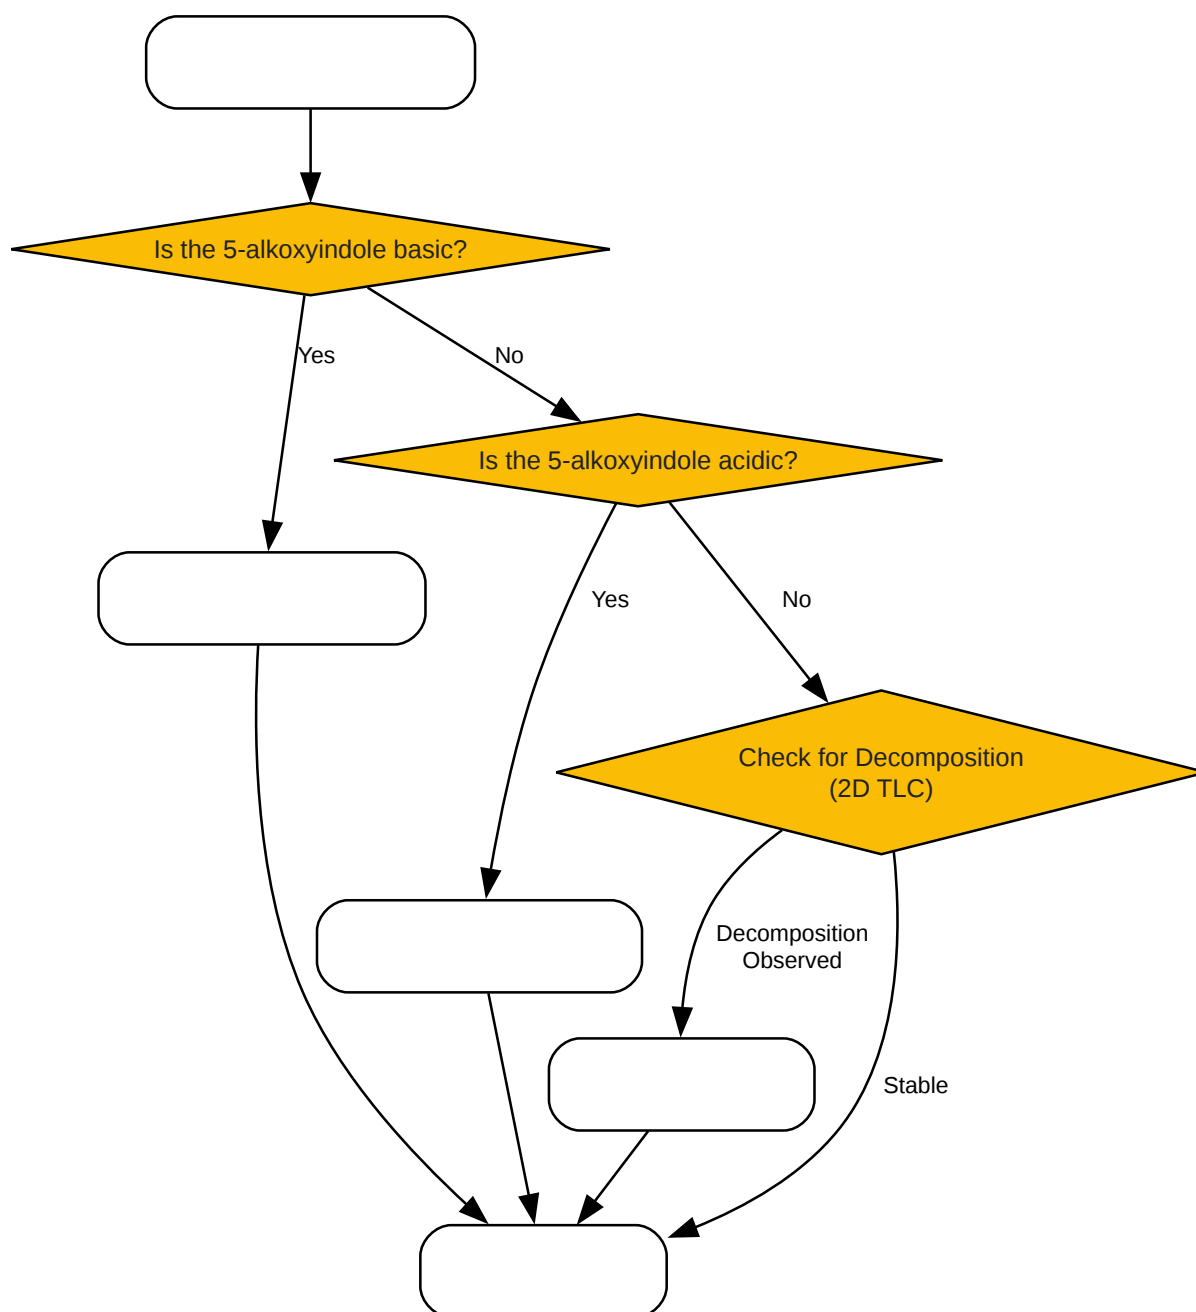 Is the 5-alkoxyindole basic?
Yes
No
Is the 5-alkoxyindole acidic?
Yes
No
Check for Decomposition
(2D TLC)
Decomposition
Observed
Stable